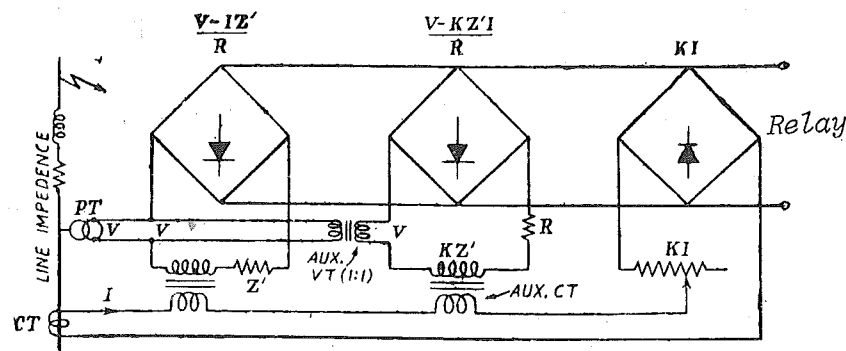 V-IZ'
R
V-KZ'I
R
KI
Relay
LINE IMPEDENCE
PT
V
V
V
AUX.
VT (1:1)
R
Z'
KZ'
AUX. CT
KI
I
CT